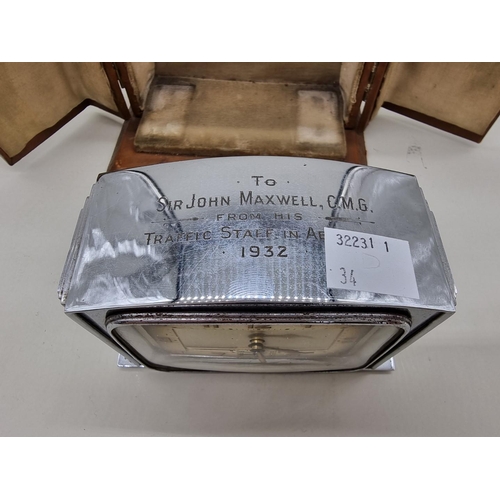 · To ·
Sir John Maxwell, C.M.G.
FROM HIS
Traffic Staff in
· 1932 ·
32231 1
34